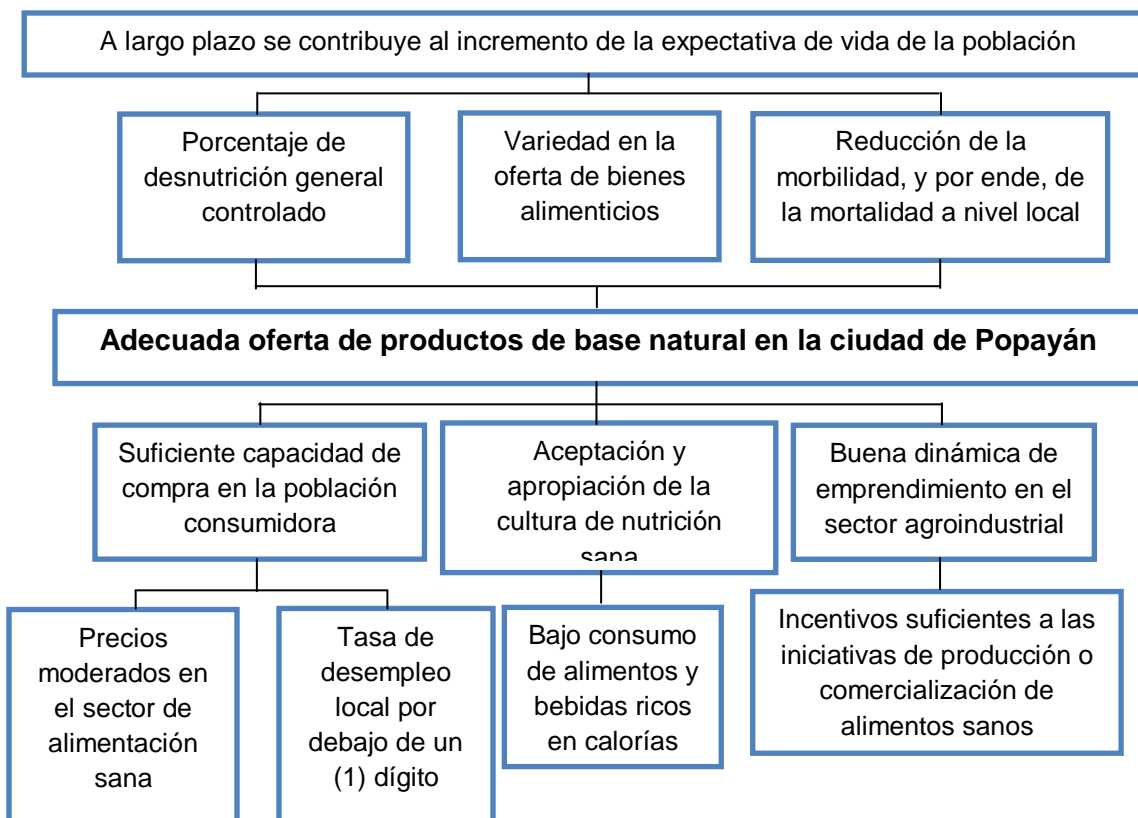 A largo plazo se contribuye al incremento de la expectativa de vida de la población
Porcentaje de
desnutrición general
controlado
Variedad en la
oferta de bienes
alimenticios
Reducción de la
morbilidad, y por ende, de
la mortalidad a nivel local
Adecuada oferta de productos de base natural en la ciudad de Popayán
Suficiente capacidad de
compra en la población
consumidora
Aceptación y
apropiación de la
cultura de nutrición
sana
Buena dinámica de
emprendimiento en el
sector agroindustrial
Precios
moderados en
el sector de
alimentación
sana
Tasa de
desempleo
local por
debajo de un
(1) dígito
Bajo consumo
de alimentos y
bebidas ricos
en calorías
Incentivos suficientes a las
iniciativas de producción o
comercialización de
alimentos sanos